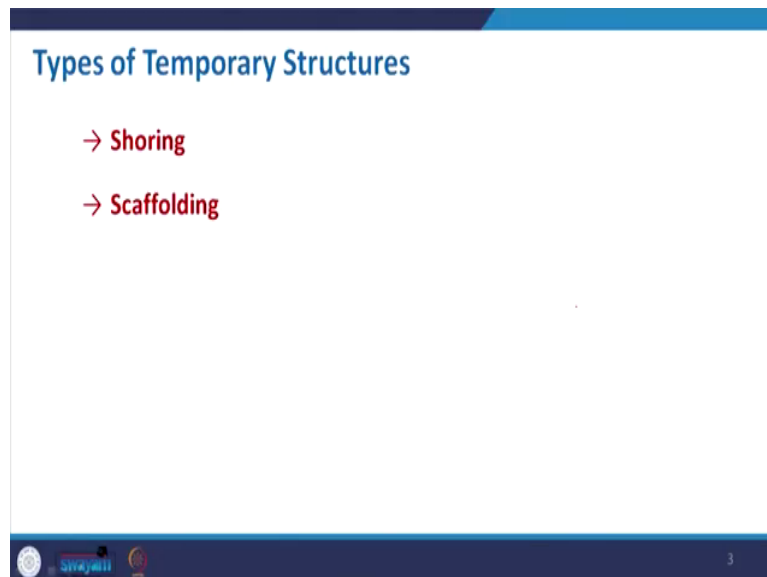 Types of Temporary Structures
→ Shoring
→ Scaffolding
swayam
3